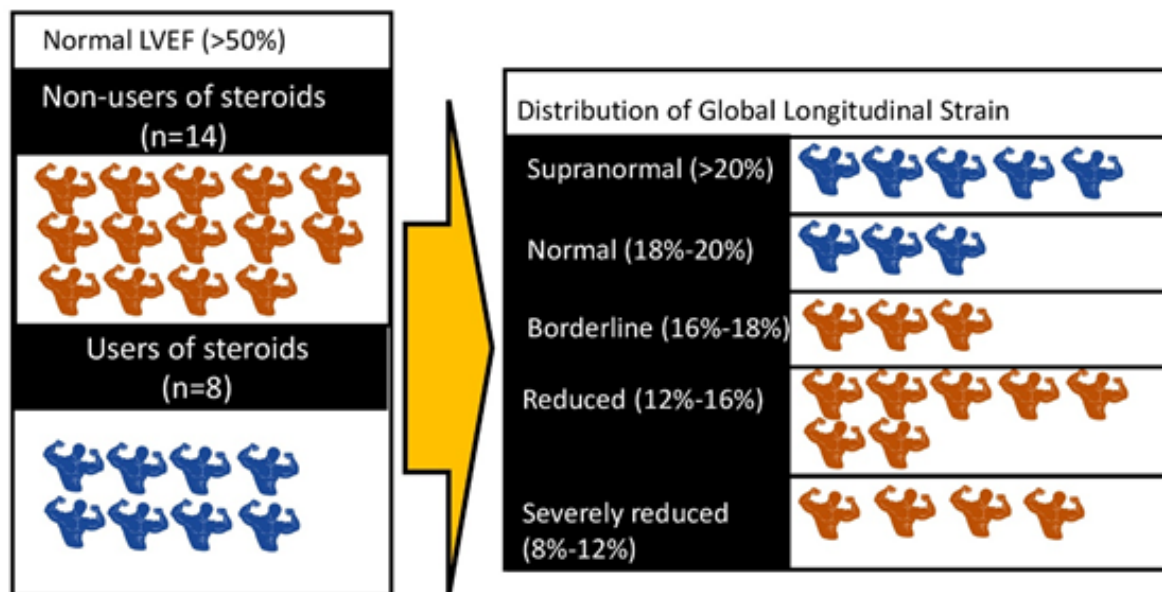 Normal LVEF (>50%)
Non-users of steroids
(n=14)
Users of steroids
(n=8)
Distribution of Global Longitudinal Strain
Supranormal (>20%)
Normal (18%-20%)
Borderline (16%-18%)
Reduced (12%-16%)
Severely reduced
(8%-12%)